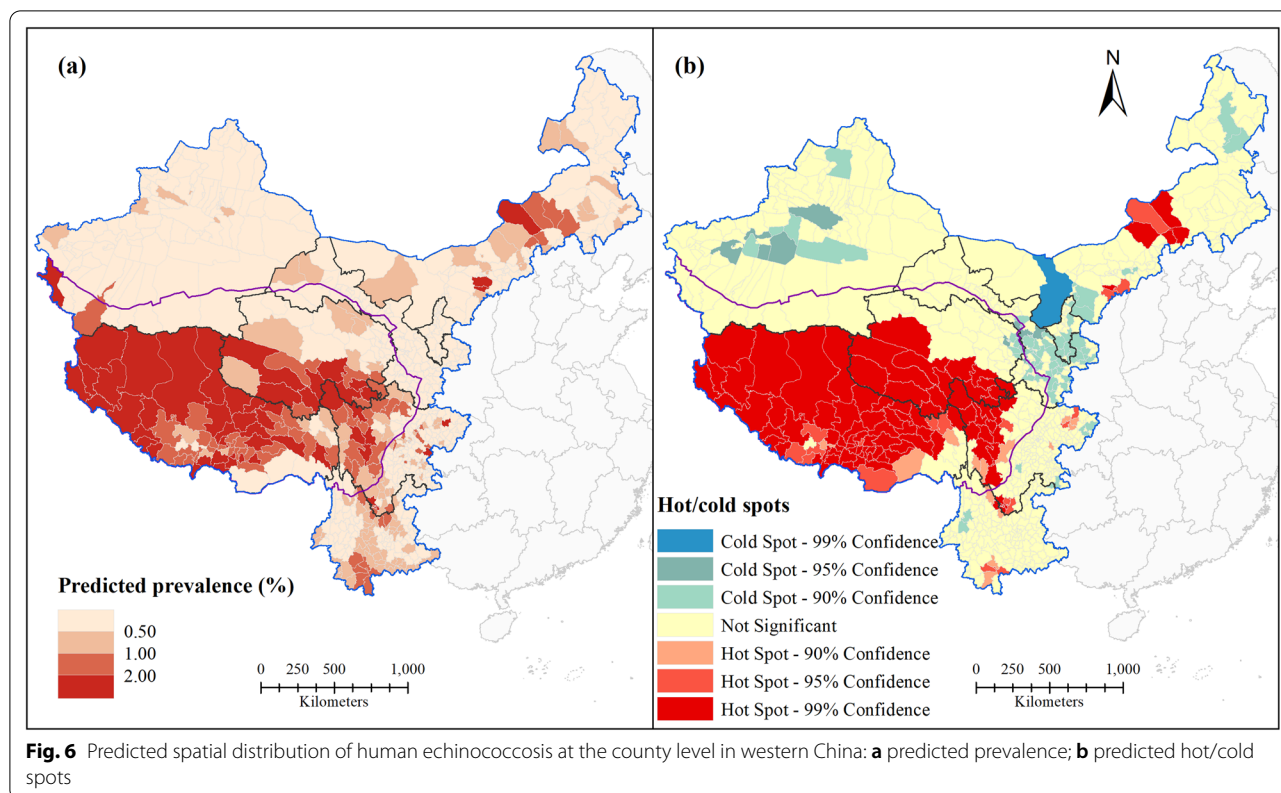 (a)
Predicted prevalence (%)
0.50
1.00
2.00
0 250 500 1,000
Kilometers
(b)
N
Hot/cold spots
Cold Spot - 99% Confidence
Cold Spot - 95% Confidence
Cold Spot - 90% Confidence
Not Significant
Hot Spot - 90% Confidence
Hot Spot - 95% Confidence
Hot Spot - 99% Confidence
0 250 500 1,000
Kilometers
Fig. 6 Predicted spatial distribution of human echinococcosis at the county level in western China: a predicted prevalence; b predicted hot/cold
spots